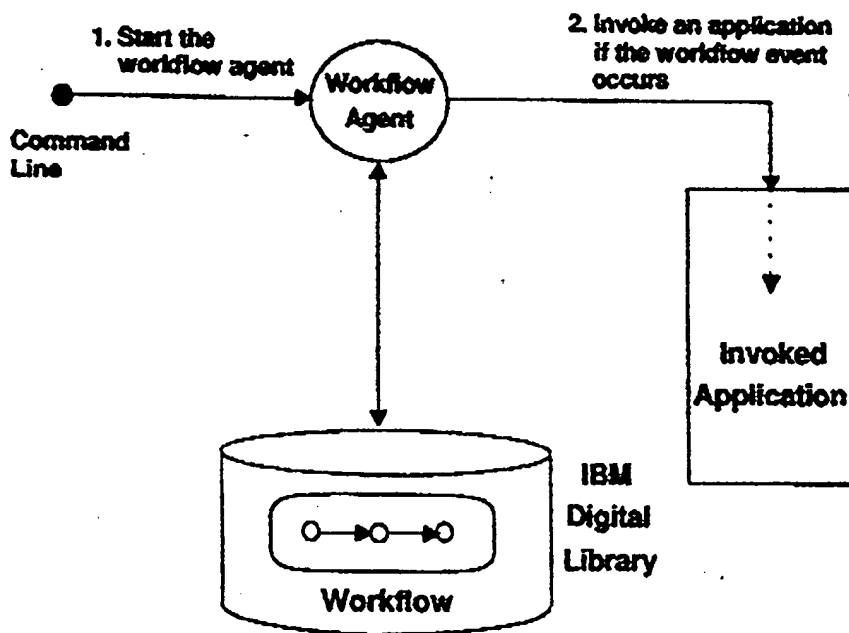 1. Start the
workflow agent
2. Invoke an application
if the workflow event
occurs
Workflow
Agent
Command
Line
Invoked
Application
IBM
Digital
Library
Workflow